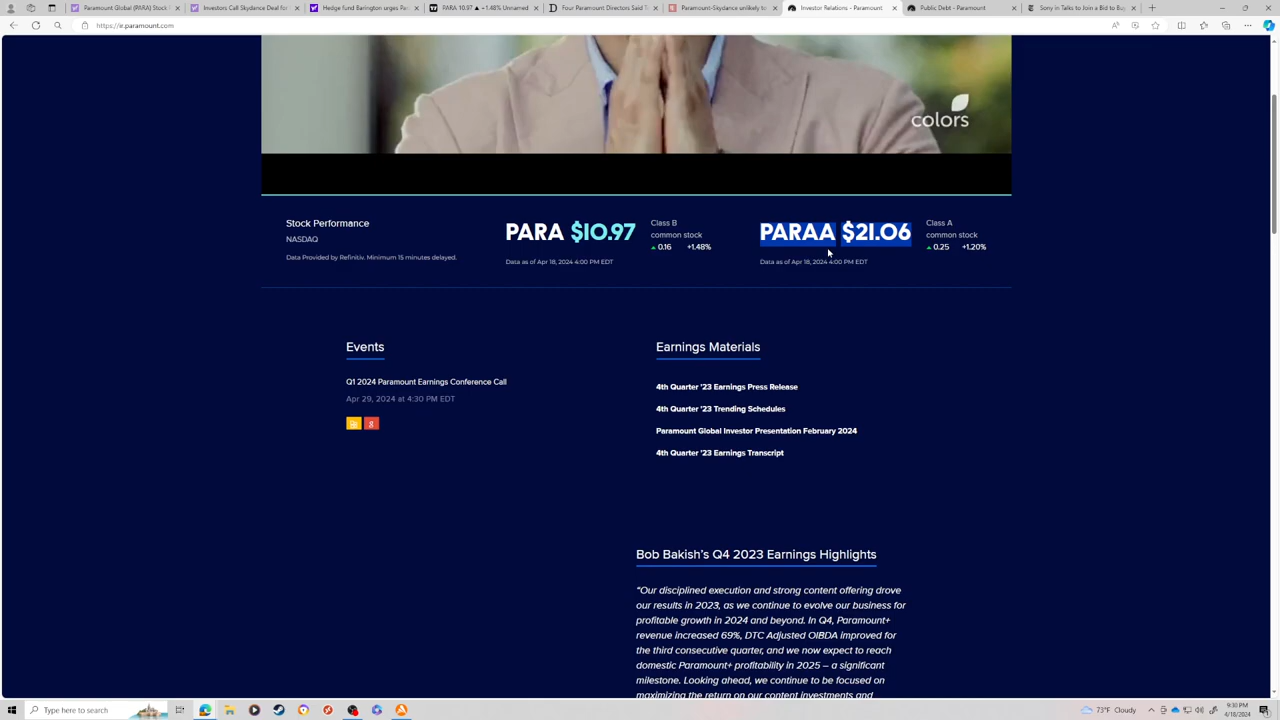 Paramount Global (PARA) Stock P
Investors Call Skydance Deal for
Hedge fund Barington urges Par
PARA 10.97 ▲ +1.48% Unnamed
Four Paramount Directors Said T
Paramount-Skydance unlikely to
Investor Relations - Paramount
Public Debt - Paramount
Sony in Talks to Join a Bid to Buy
https://ir.paramount.com
colors
Stock Performance
NASDAQ
Data Provided by Refinitiv. Minimum 15 minutes delayed.
PARA $10.97
Class B
common stock
0.16 +1.48%
Data as of Apr 18, 2024 4:00 PM EDT
PARAA $21.06
Class A
common stock
0.25 +1.20%
Data as of Apr 18, 2024 4:00 PM EDT
Events
Q1 2024 Paramount Earnings Conference Call
Apr 29, 2024 at 4:30 PM EDT
Earnings Materials
4th Quarter '23 Earnings Press Release
4th Quarter '23 Trending Schedules
Paramount Global Investor Presentation February 2024
4th Quarter '23 Earnings Transcript
Bob Bakish’s Q4 2023 Earnings Highlights
“Our disciplined execution and strong content offering drove
our results in 2023, as we continue to evolve our business for
profitable growth in 2024 and beyond. In Q4, Paramount+
revenue increased 69%, DTC Adjusted OIBDA improved for
the third consecutive quarter, and we now expect to reach
domestic Paramount+ profitability in 2025 – a significant
milestone. Looking ahead, we continue to be focused on
maximizing the return on our content investments and
Type here to search
73°F Cloudy
9:30 PM
4/18/2024